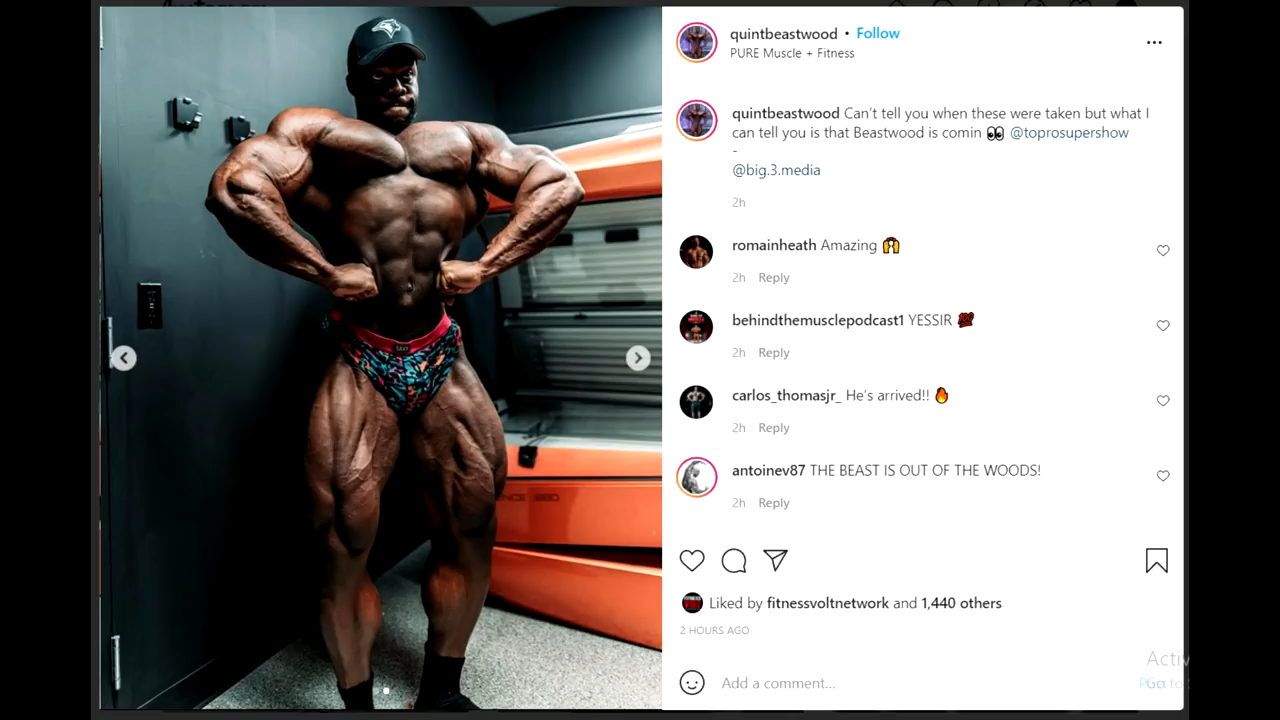 quintbeastwood • Follow
PURE Muscle + Fitness
quintbeastwood Can't tell you when these were taken but what I
can tell you is that Beastwood is comin 👀 @toprosupershow
-
@big.3.media
2h
romainheath Amazing 🙌
2h Reply
behindthemusclepodcast1 YESSIR 💯
2h Reply
carlos_thomasjr_ He's arrived!! 🔥
2h Reply
antoinev87 THE BEAST IS OUT OF THE WOODS!
2h Reply
Liked by fitnessvoltnetwork and 1,440 others
2 HOURS AGO
Add a comment...